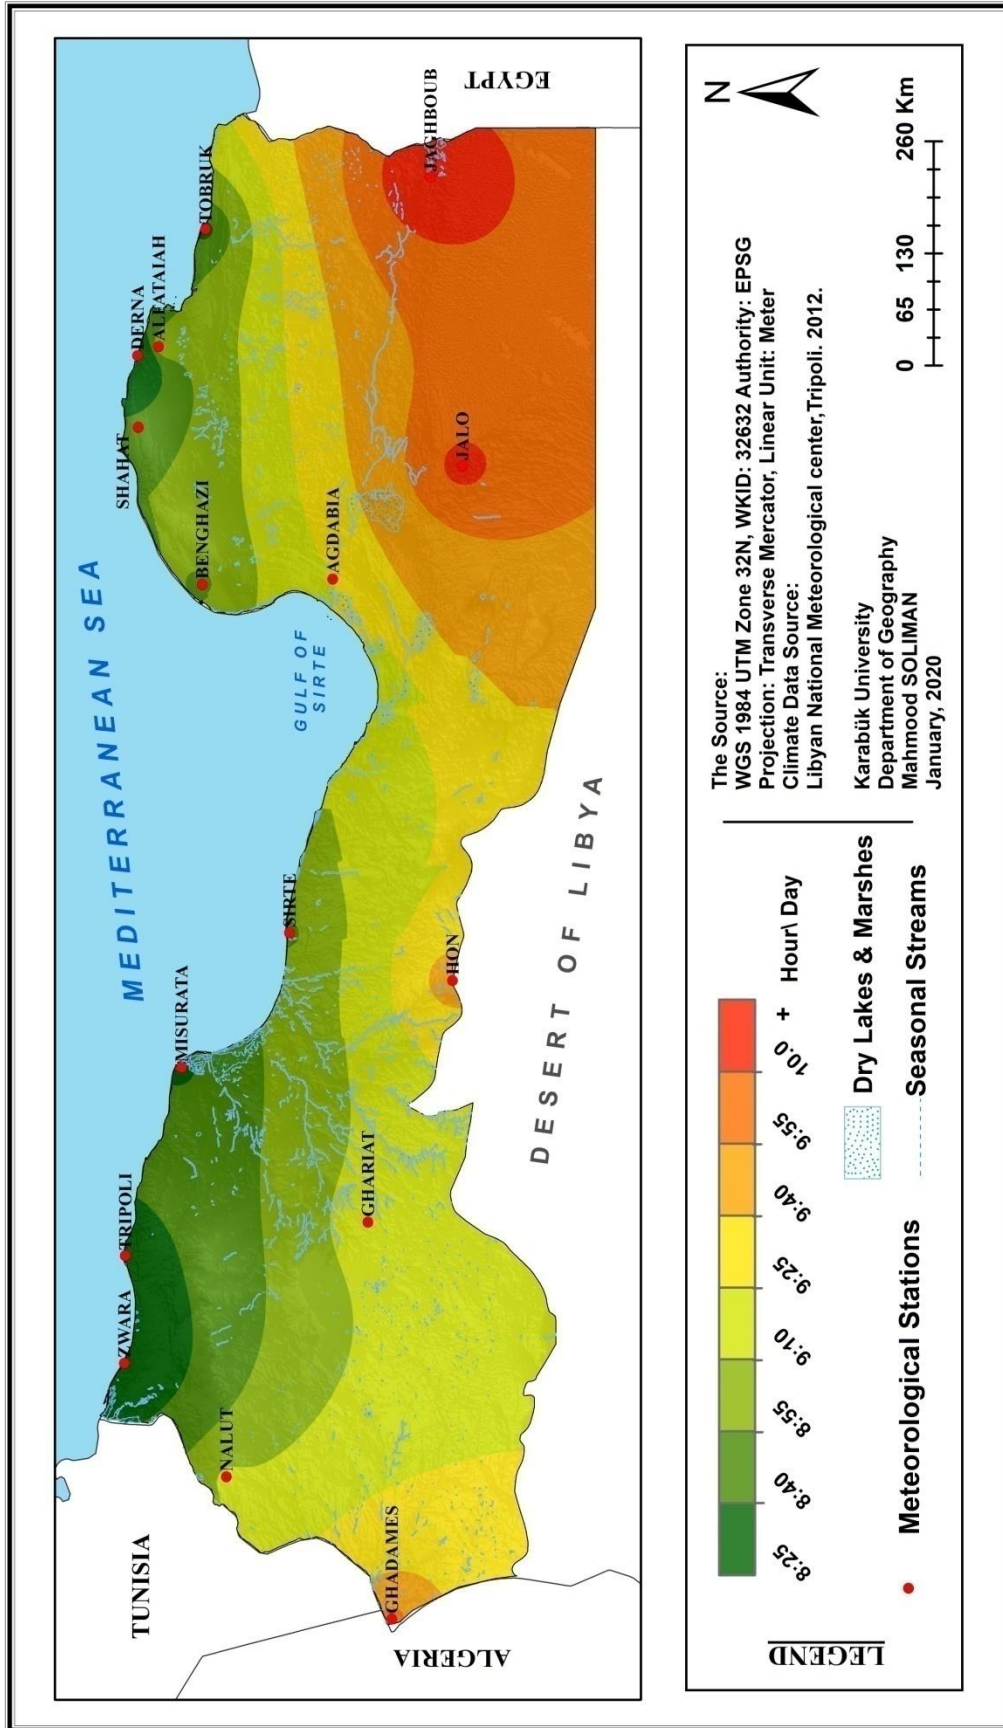 MEDITERRANEAN SEA
GULF OF
SIRTE
DESERT OF LIBYA
TUNISIA
ALGERIA
EGYPT
ZWARA
TRIPOLI
MISURATA
NALUT
GHADAMES
GHARIAT
SIRTE
HON
BENGHAZI
SHAHAT
DERNA
ALFATAIAH
TOBRUK
AGDABIA
JALO
JAGHBOUB
LEGEND
8:25
8:40
8:55
9:10
9:25
9:40
9:55
10.0 +
Hour\ Day
Meteorological Stations
Dry Lakes & Marshes
Seasonal Streams
The Source:
WGS 1984 UTM Zone 32N, WKID: 32632 Authority: EPSG
Projection: Transverse Mercator, Linear Unit: Meter
Climate Data Source:
Libyan National Meteorological center,Tripoli. 2012.
Karabük University
Department of Geography
Mahmood SOLIMAN
January, 2020
N
0 65 130 260 Km